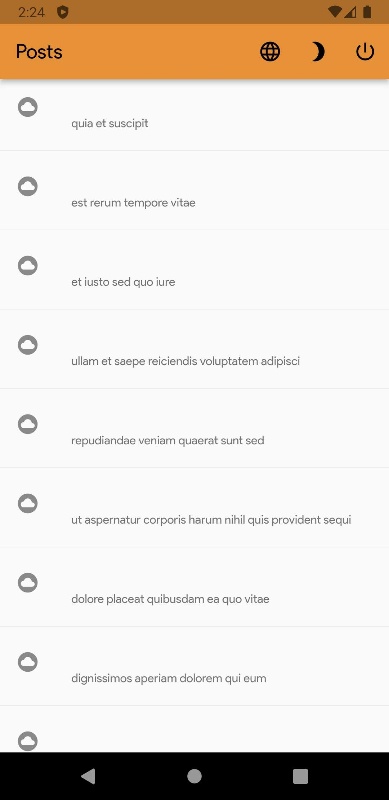 2:24
Posts
quia et suscipit
est rerum tempore vitae
et iusto sed quo iure
ullam et saepe reiciendis voluptatem adipisci
repudiandae veniam quaerat sunt sed
ut aspernatur corporis harum nihil quis provident sequi
dolore placeat quibusdam ea quo vitae
dignissimos aperiam dolorem qui eum